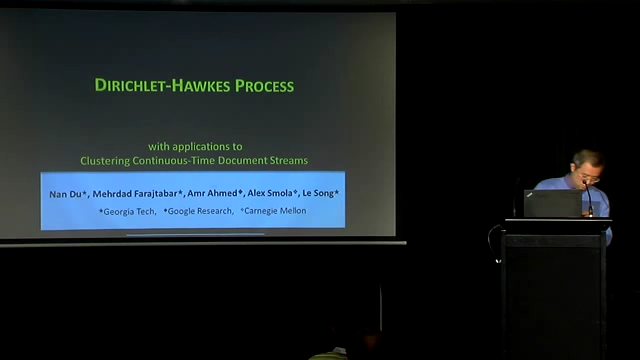 DIRICHLET-HAWKES PROCESS
with applications to
Clustering Continuous-Time Document Streams
Nan Du*, Mehrdad Farajtabar*, Amr Ahmed*, Alex Smola*, Le Song*
*Georgia Tech, *Google Research, *Carnegie Mellon